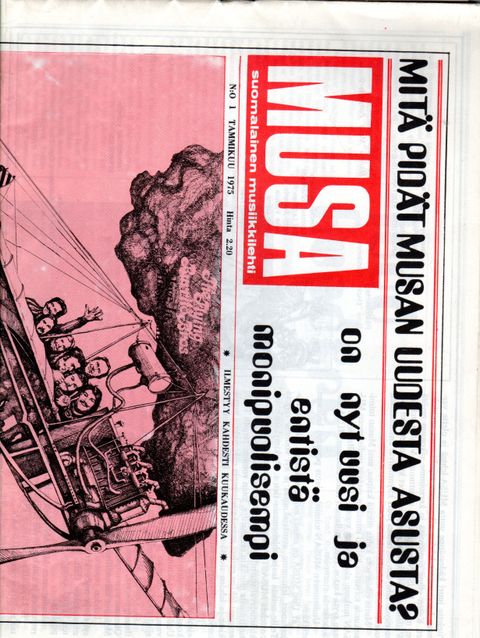 MITÄ PIDÄT MUSAN UUDESTA ASUSTA?
MUSA
suomalainen musiikkilehti
on nyt uusi ja
entistä
monipuolisempi
N:O 1 TAMMIKUU 1975 Hinta 2.20 * ILMESTYY KAHDESTI KUUKAUDESSA *